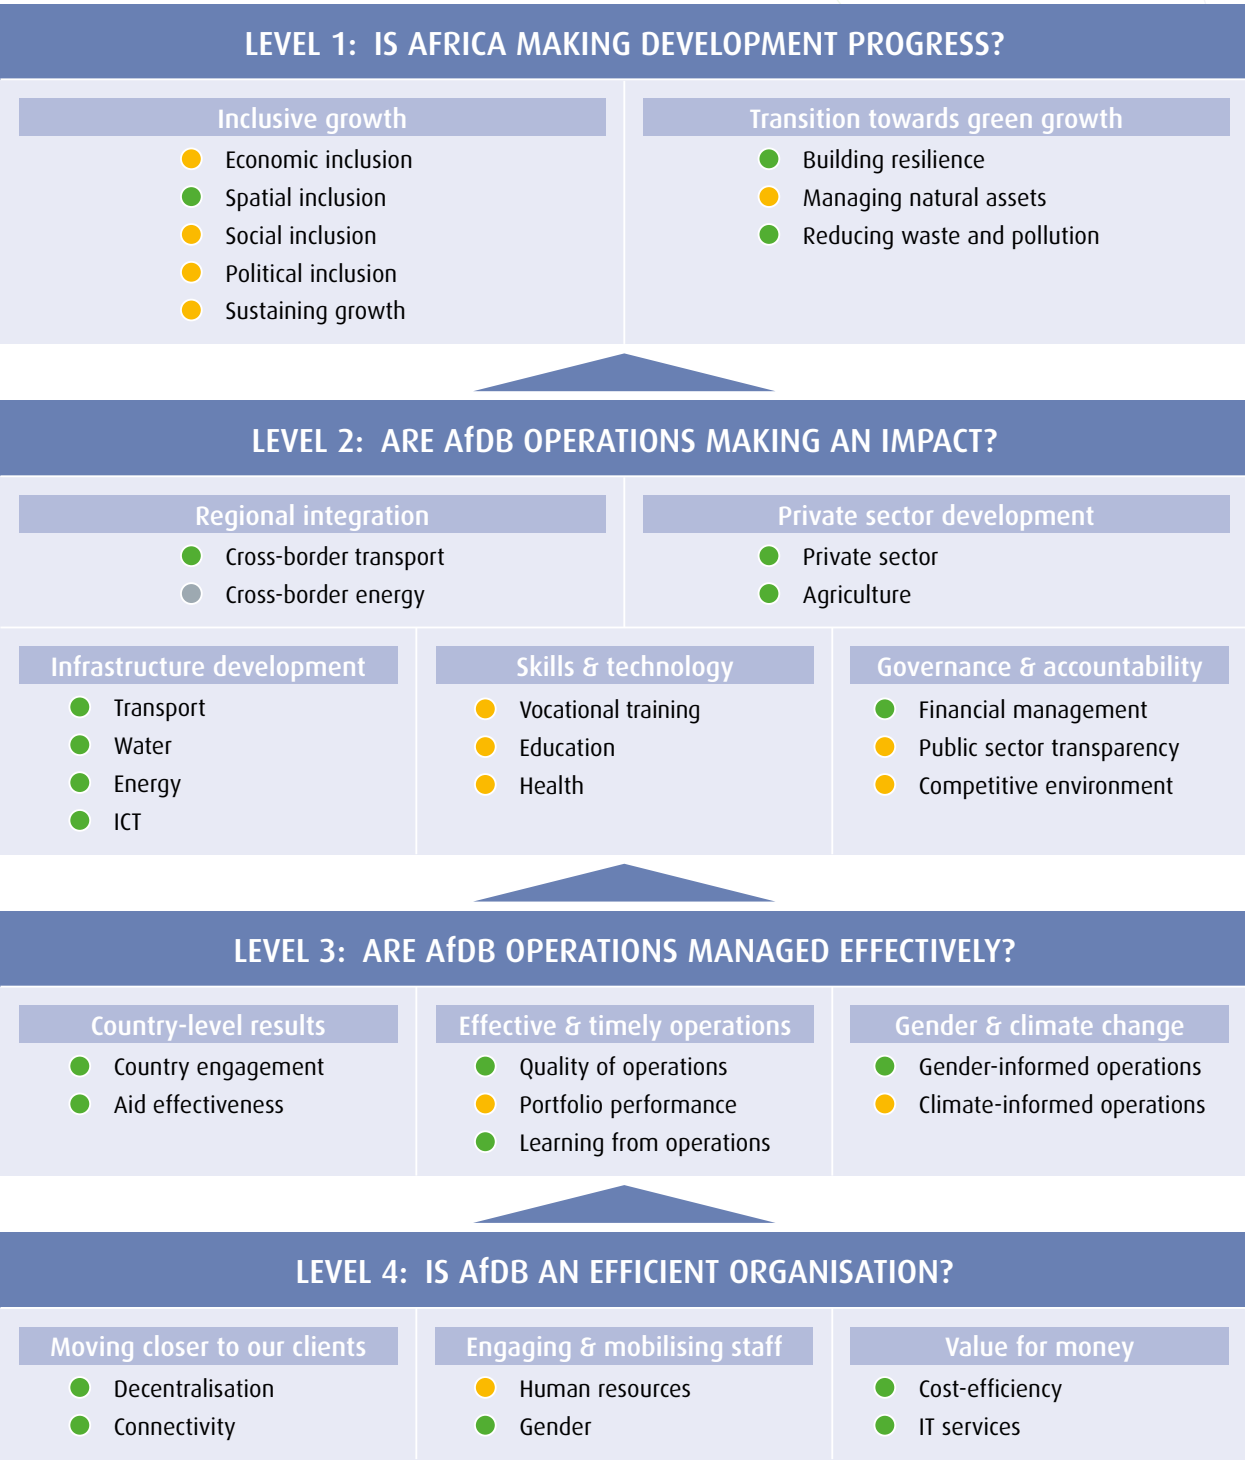 LEVEL 1: IS AFRICA MAKING DEVELOPMENT PROGRESS?
Inclusive growth
Economic inclusion
Spatial inclusion
Social inclusion
Political inclusion
Sustaining growth
Transition towards green growth
Building resilience
Managing natural assets
Reducing waste and pollution
LEVEL 2: ARE AfDB OPERATIONS MAKING AN IMPACT?
Regional integration
Cross-border transport
Cross-border energy
Private sector development
Private sector
Agriculture
Infrastructure development
Transport
Water
Energy
ICT
Skills & technology
Vocational training
Education
Health
Governance & accountability
Financial management
Public sector transparency
Competitive environment
LEVEL 3: ARE AfDB OPERATIONS MANAGED EFFECTIVELY?
Country-level results
Country engagement
Aid effectiveness
Effective & timely operations
Quality of operations
Portfolio performance
Learning from operations
Gender & climate change
Gender-informed operations
Climate-informed operations
LEVEL 4: IS AfDB AN EFFICIENT ORGANISATION?
Moving closer to our clients
Decentralisation
Connectivity
Engaging & mobilising staff
Human resources
Gender
Value for money
Cost-efficiency
IT services